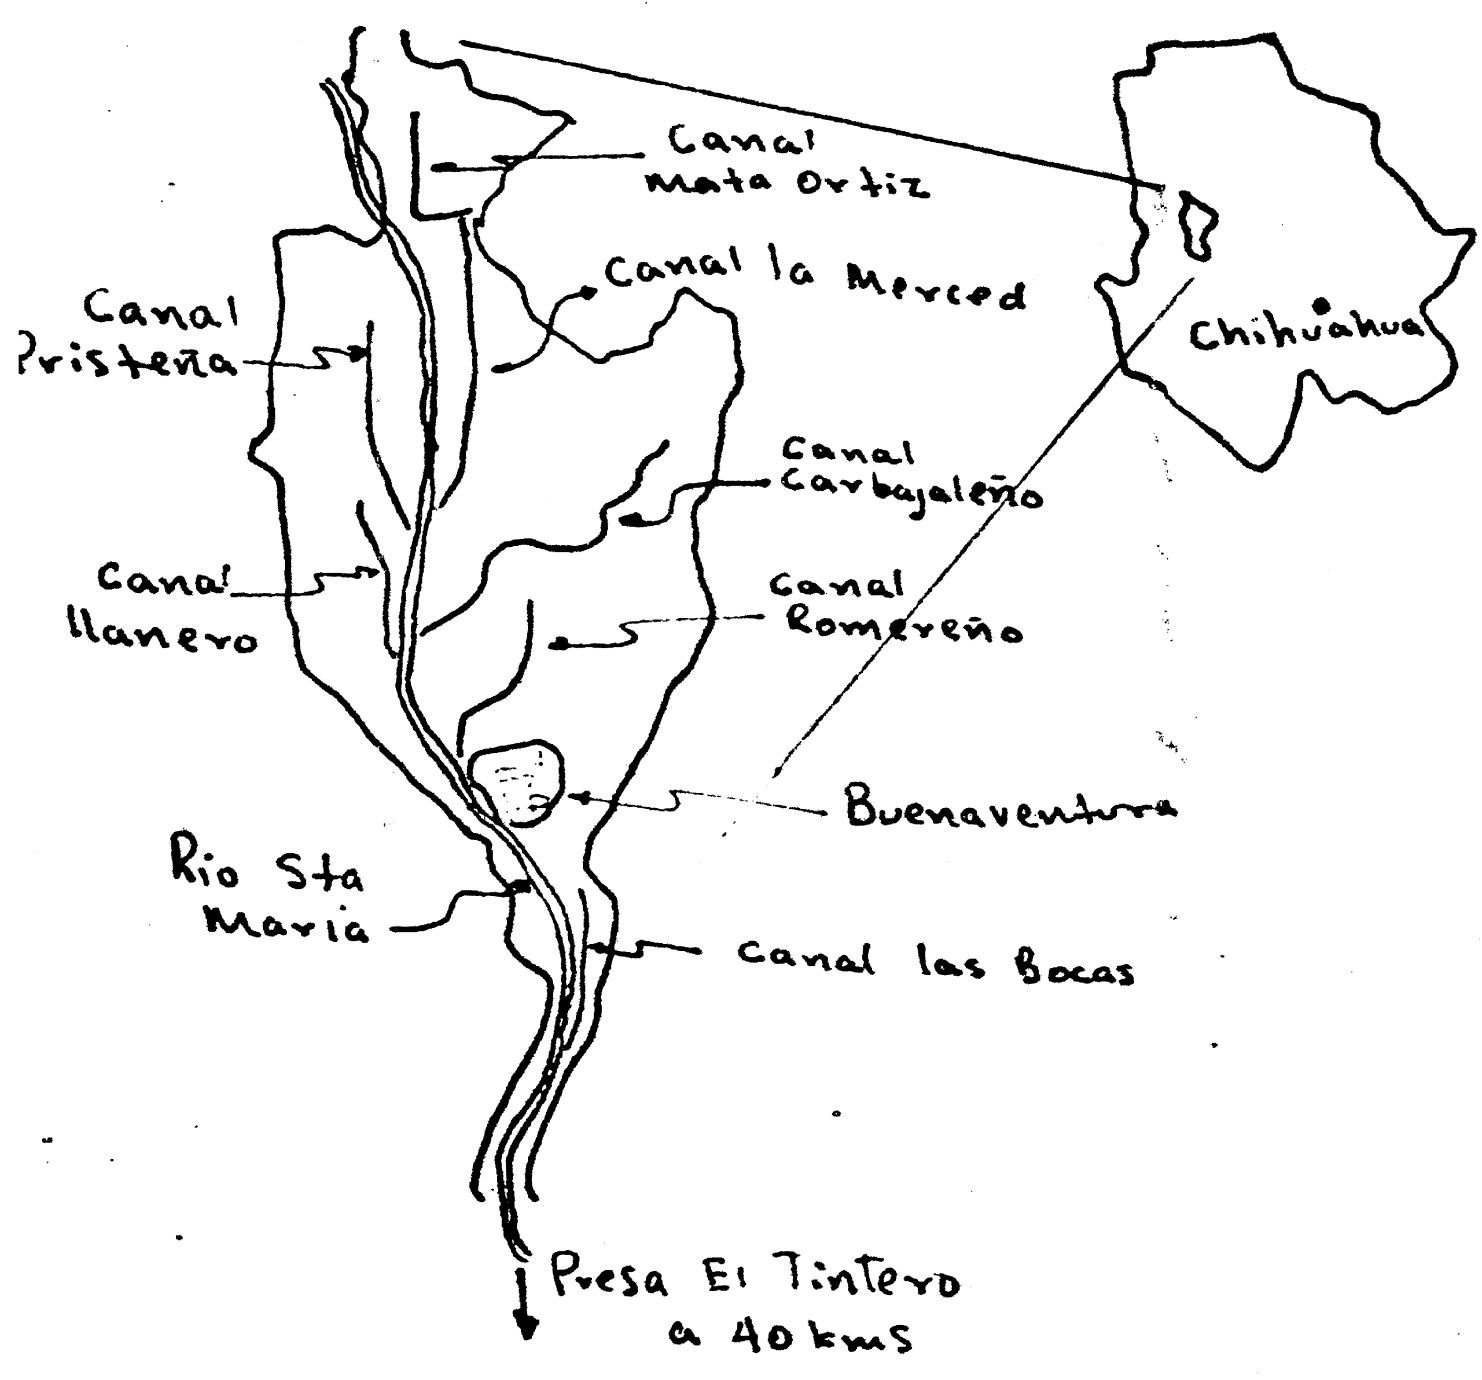 Canal
Mata Ortiz
Canal la Merced
Canal
Pristeña
Chihuahua
Canal
Carbajaleño
Canal
llanero
Canal
Romereño
Buenaventura
Rio Sta
Maria
Canal las Bocas
Presa El Tintero
a 40 kms